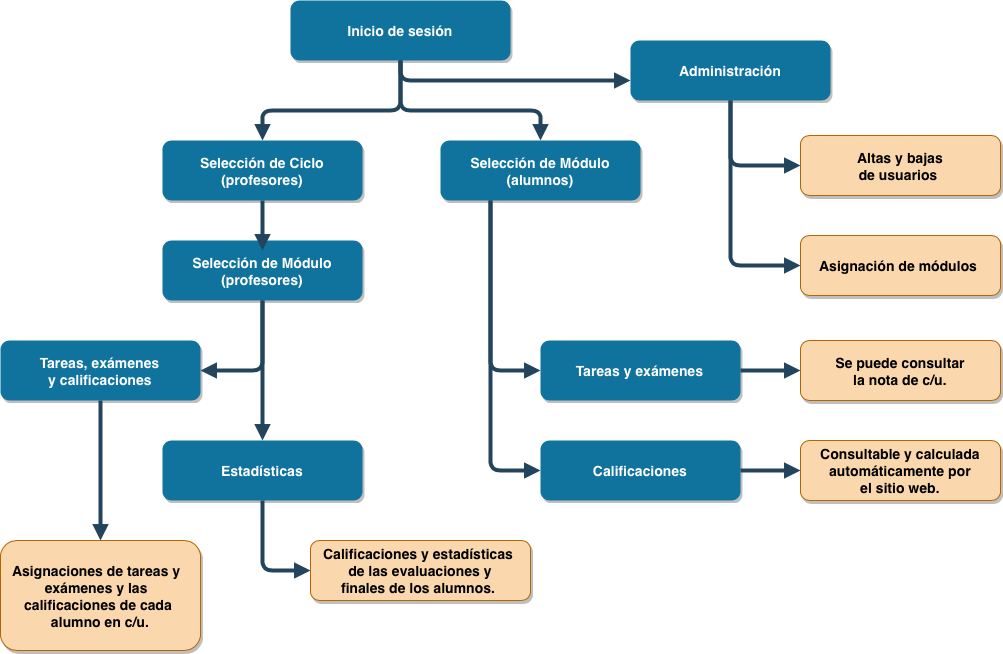 Inicio de sesión
Administración
Selección de Ciclo
(profesores)
Selección de Módulo
(alumnos)
Altas y bajas
de usuarios
Selección de Módulo
(profesores)
Asignación de módulos
Tareas, exámenes
y calificaciones
Tareas y exámenes
Se puede consultar
la nota de c/u.
Estadísticas
Calificaciones
Consultable y calculada
automáticamente por
el sitio web.
Asignaciones de tareas y
exámenes y las
calificaciones de cada
alumno en c/u.
Calificaciones y estadísticas
de las evaluaciones y
finales de los alumnos.